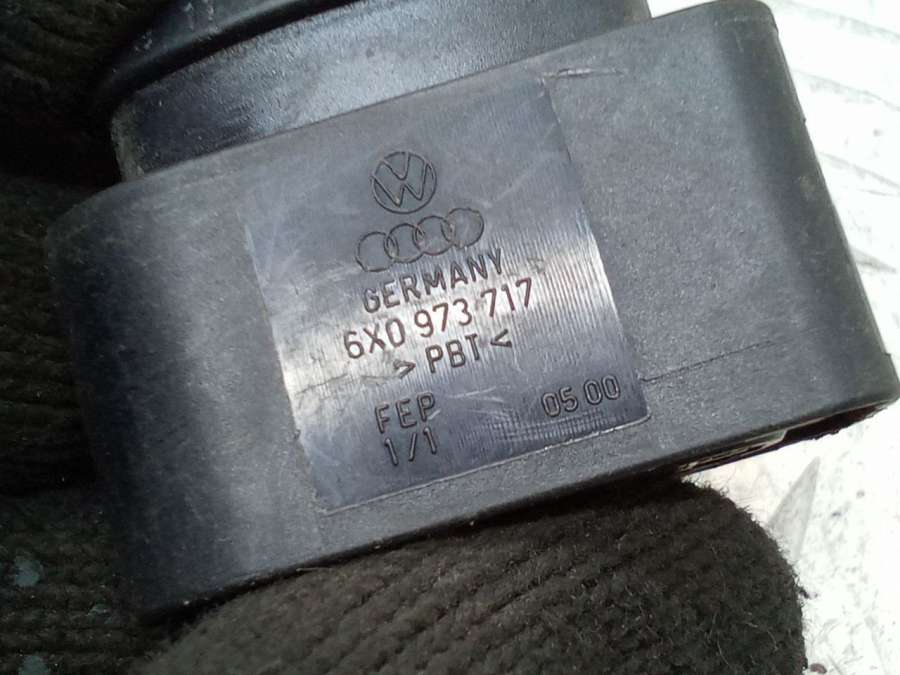 GERMANY
6X0 973 717
> PBT <
FEP 05 00
1/1